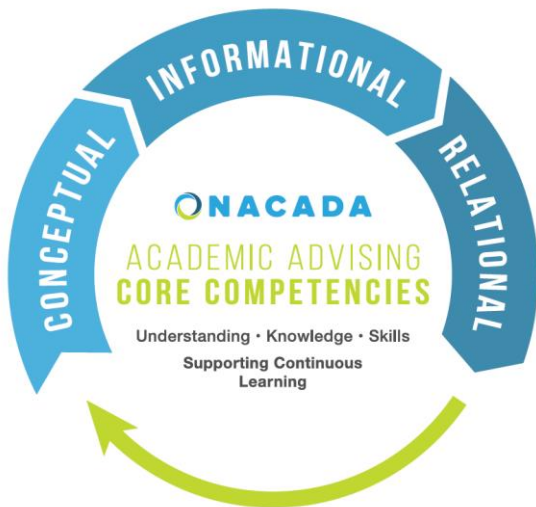 CONCEPTUAL
INFORMATIONAL
RELATIONAL
NACADA
ACADEMIC ADVISING
CORE COMPETENCIES
Understanding • Knowledge • Skills
Supporting Continuous
Learning